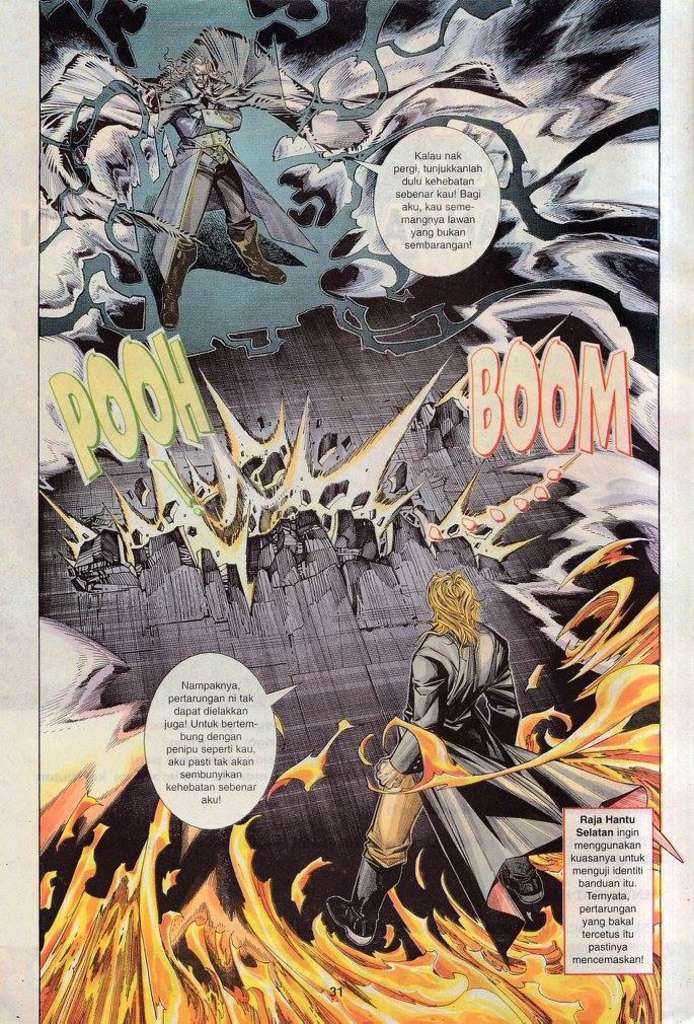 Kalau nak
pergi, tunjukkanlah
dulu kehebatan
sebenar kau! Bagi
aku, kau seme-
mangnya lawan
yang bukan
sembarangan!
POOH
BOOM
Nampaknya,
pertarungan ni tak
dapat dielakkan
juga! Untuk bertem-
bung dengan
penipu seperti kau,
aku pasti tak akan
sembunyikan
kehebatan sebenar
aku!
Raja Hantu
Selatan ingin
menggunakan
kuasanya untuk
menguji identiti
banduan itu.
Ternyata,
pertarungan
yang bakal
tercetus itu
pastinya
mencemaskan!
31